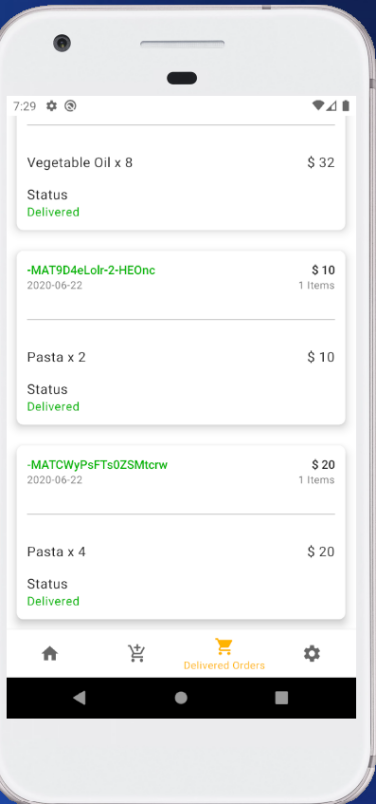 7:29
Vegetable Oil x 8 $ 32
Status
Delivered
-MAT9D4eLolr-2-HEOnc $ 10
2020-06-22 1 Items
Pasta x 2 $ 10
Status
Delivered
-MATCWyPsFTs0ZSMtcrw $ 20
2020-06-22 1 Items
Pasta x 4 $ 20
Status
Delivered
Delivered Orders